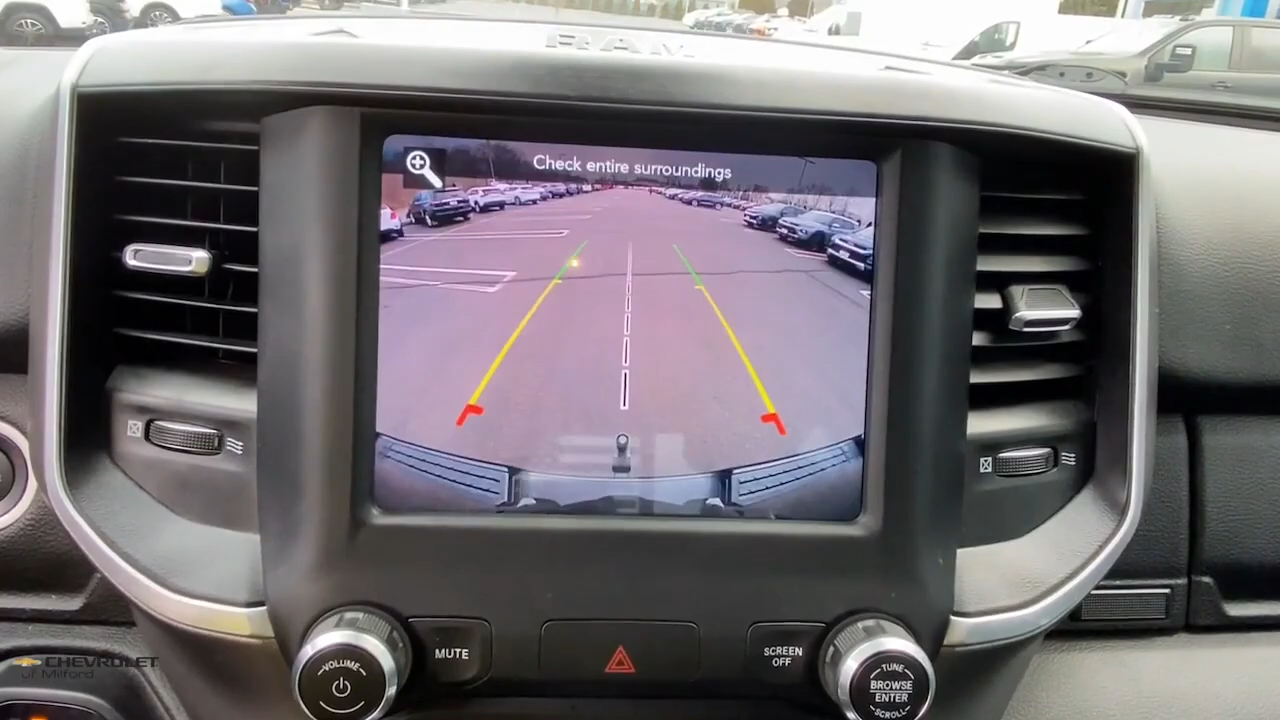 RAM
Check entire surroundings
VOLUME
MUTE
SCREEN
OFF
TUNE
BROWSE
ENTER
SCROLL
CHEVROLET
of Milford